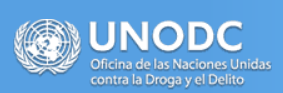 UNODC
Oficina de las Naciones Unidas
contra la Droga y el Delito